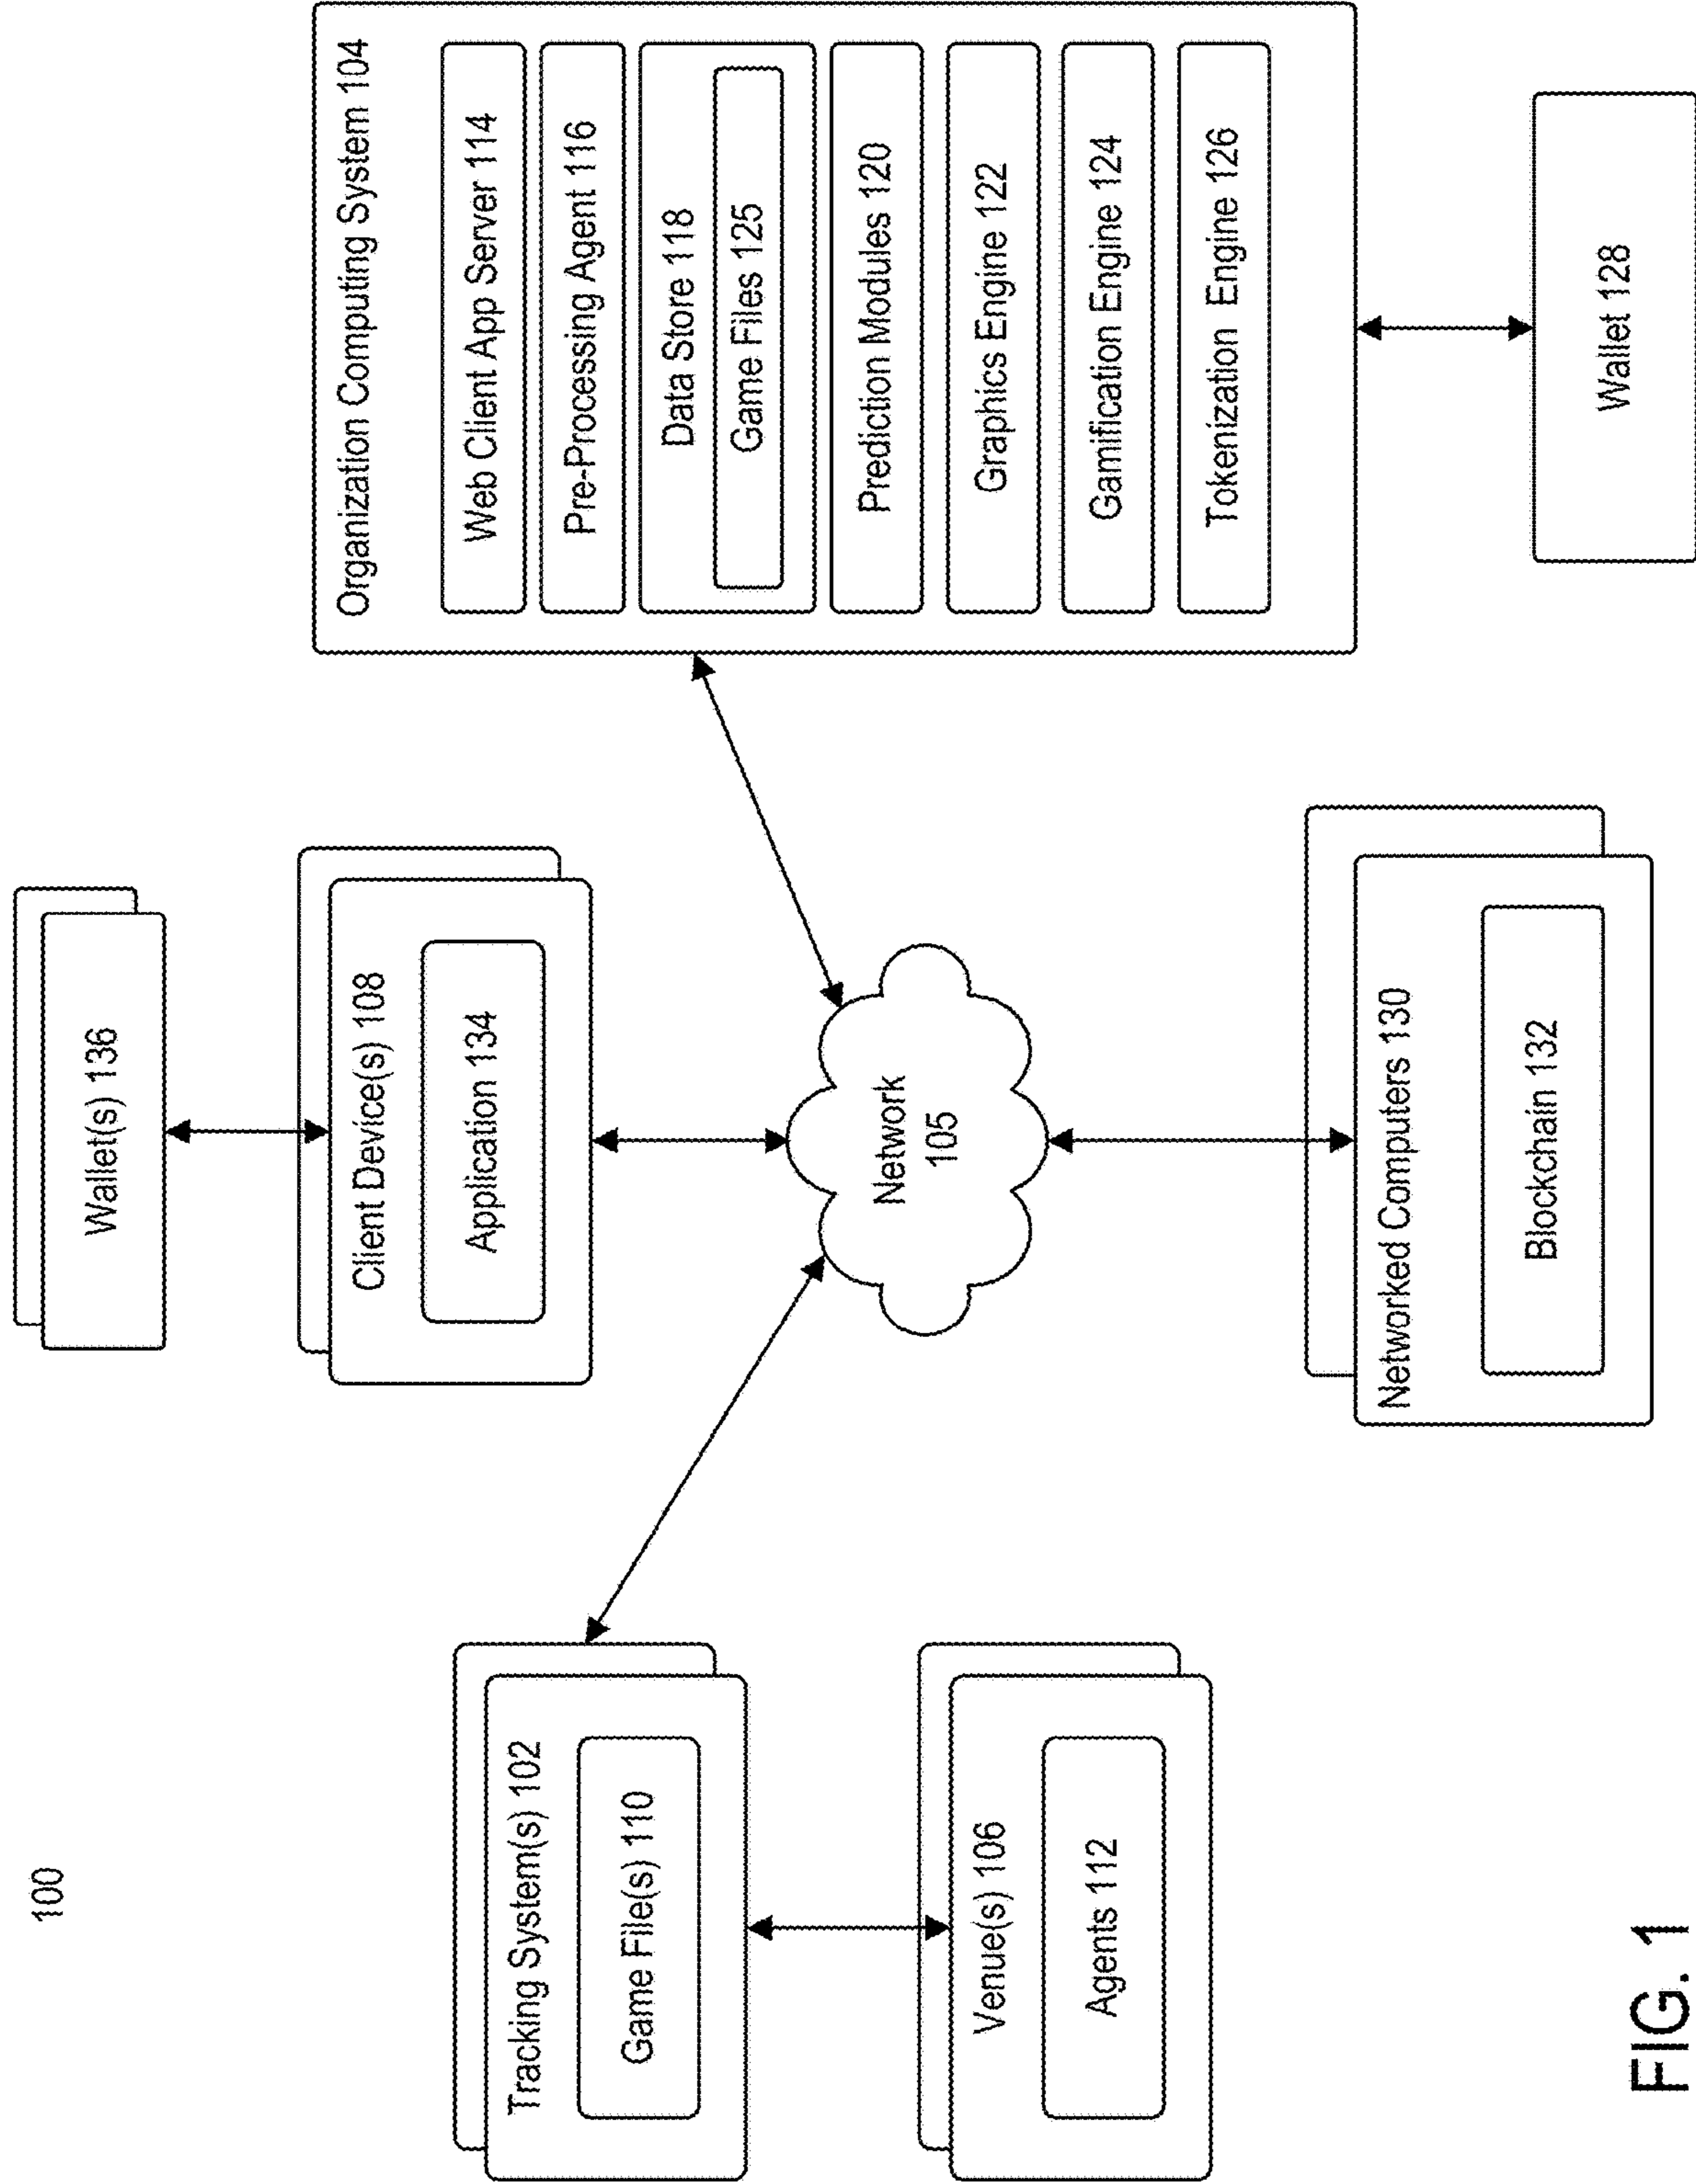 100
Wallet(s) 136
Client Device(s) 108
Application 134
Tracking System(s) 102
Game File(s) 110
Venue(s) 106
Agents 112
Network
105
Networked Computers 130
Blockchain 132
Organization Computing System 104
Web Client App Server 114
Pre-Processing Agent 116
Data Store 118
Game Files 125
Prediction Modules 120
Graphics Engine 122
Gamification Engine 124
Tokenization Engine 126
Wallet 128
FIG. 1